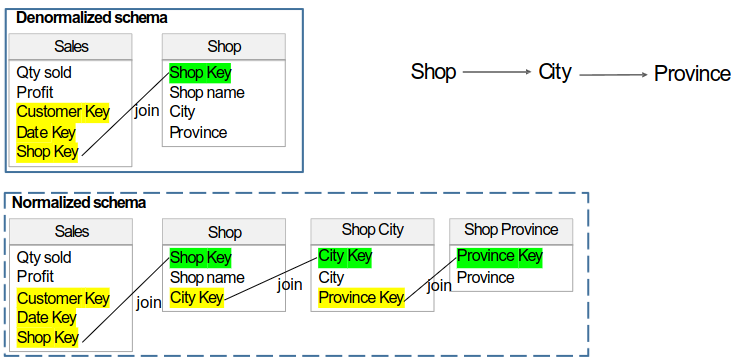 Denormalized schema
Sales
Qty sold
Profit
Customer Key
Date Key
Shop Key
join
Shop
Shop Key
Shop name
City
Province
Shop
City
Province
Normalized schema
Sales
Qty sold
Profit
Customer Key
Date Key
Shop Key
join
Shop
Shop Key
Shop name
City Key
join
Shop City
City Key
City
Province Key
join
Shop Province
Province Key
Province